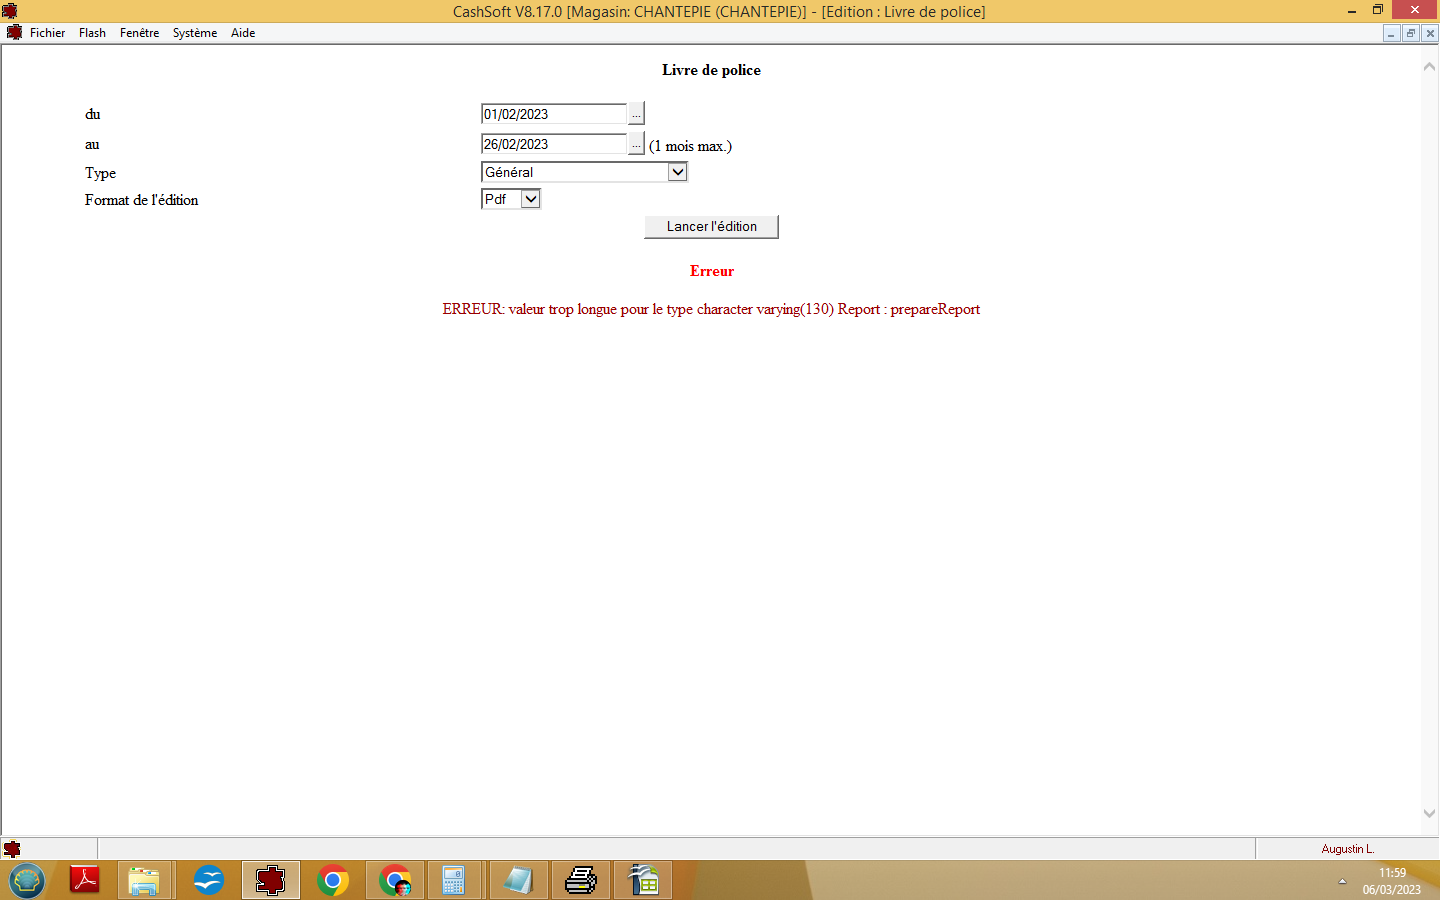 CashSoft V8.17.0 [Magasin: CHANTEPIE (CHANTEPIE)] - [Edition : Livre de police]
Fichier Flash Fenêtre Système Aide
Livre de police
du 01/02/2023 ...
au 26/02/2023 ... (1 mois max.)
Type Général
Format de l'édition Pdf
Lancer l'édition
Erreur
ERREUR: valeur trop longue pour le type character varying(130) Report : prepareReport
Augustin L.
11:59
06/03/2023